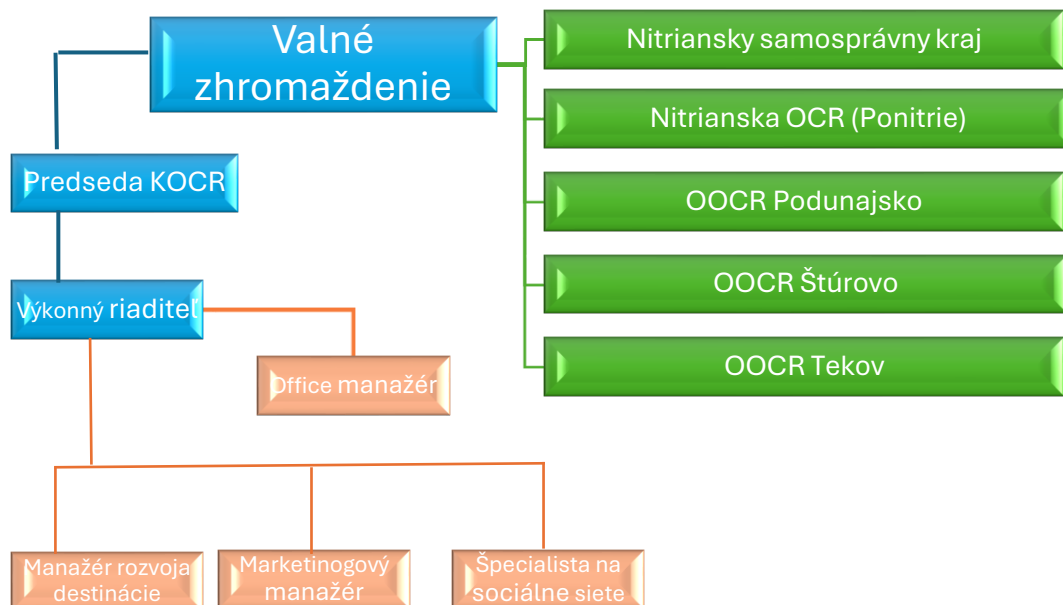 Valné
zhromaždenie
Nitriansky samosprávny kraj
Nitrianska OCR (Ponitrie)
Predseda KOCR
OOCR Podunajsko
Výkonný riaditeľ
OOCR Štúrovo
Office manažér
OOCR Tekov
Manažér rozvoja
destinácie
Marketinogový
manažér
Špecialista na
sociálne siete